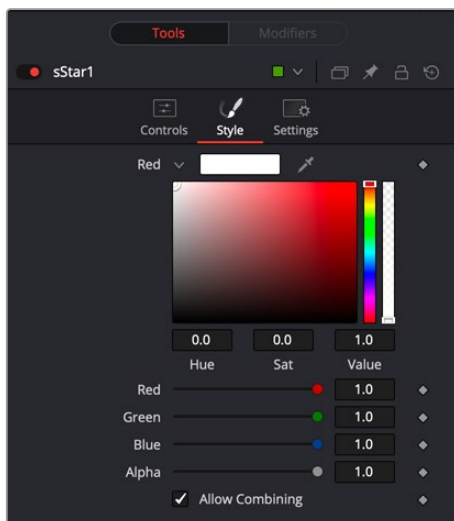 Tools Modifiers
sStar1
Controls Style Settings
Red
0.0 0.0 1.0
Hue Sat Value
Red 1.0
Green 1.0
Blue 1.0
Alpha 1.0
Allow Combining